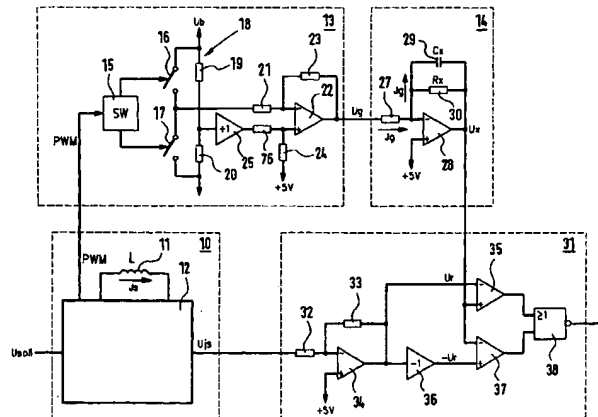 13
14
Ub
18
16
15
SW
17
19
23
21
22
+1
25
76
24
20
+5V
PWM
Ug
29
Cx
Rx
30
27
Jg
Jg
28
+5V
Ux
10
PWM
L
11
Js
12
Usoll
Ujs
31
33
32
34
+5V
Ur
35
-1
36
-Ur
37
≥1
38